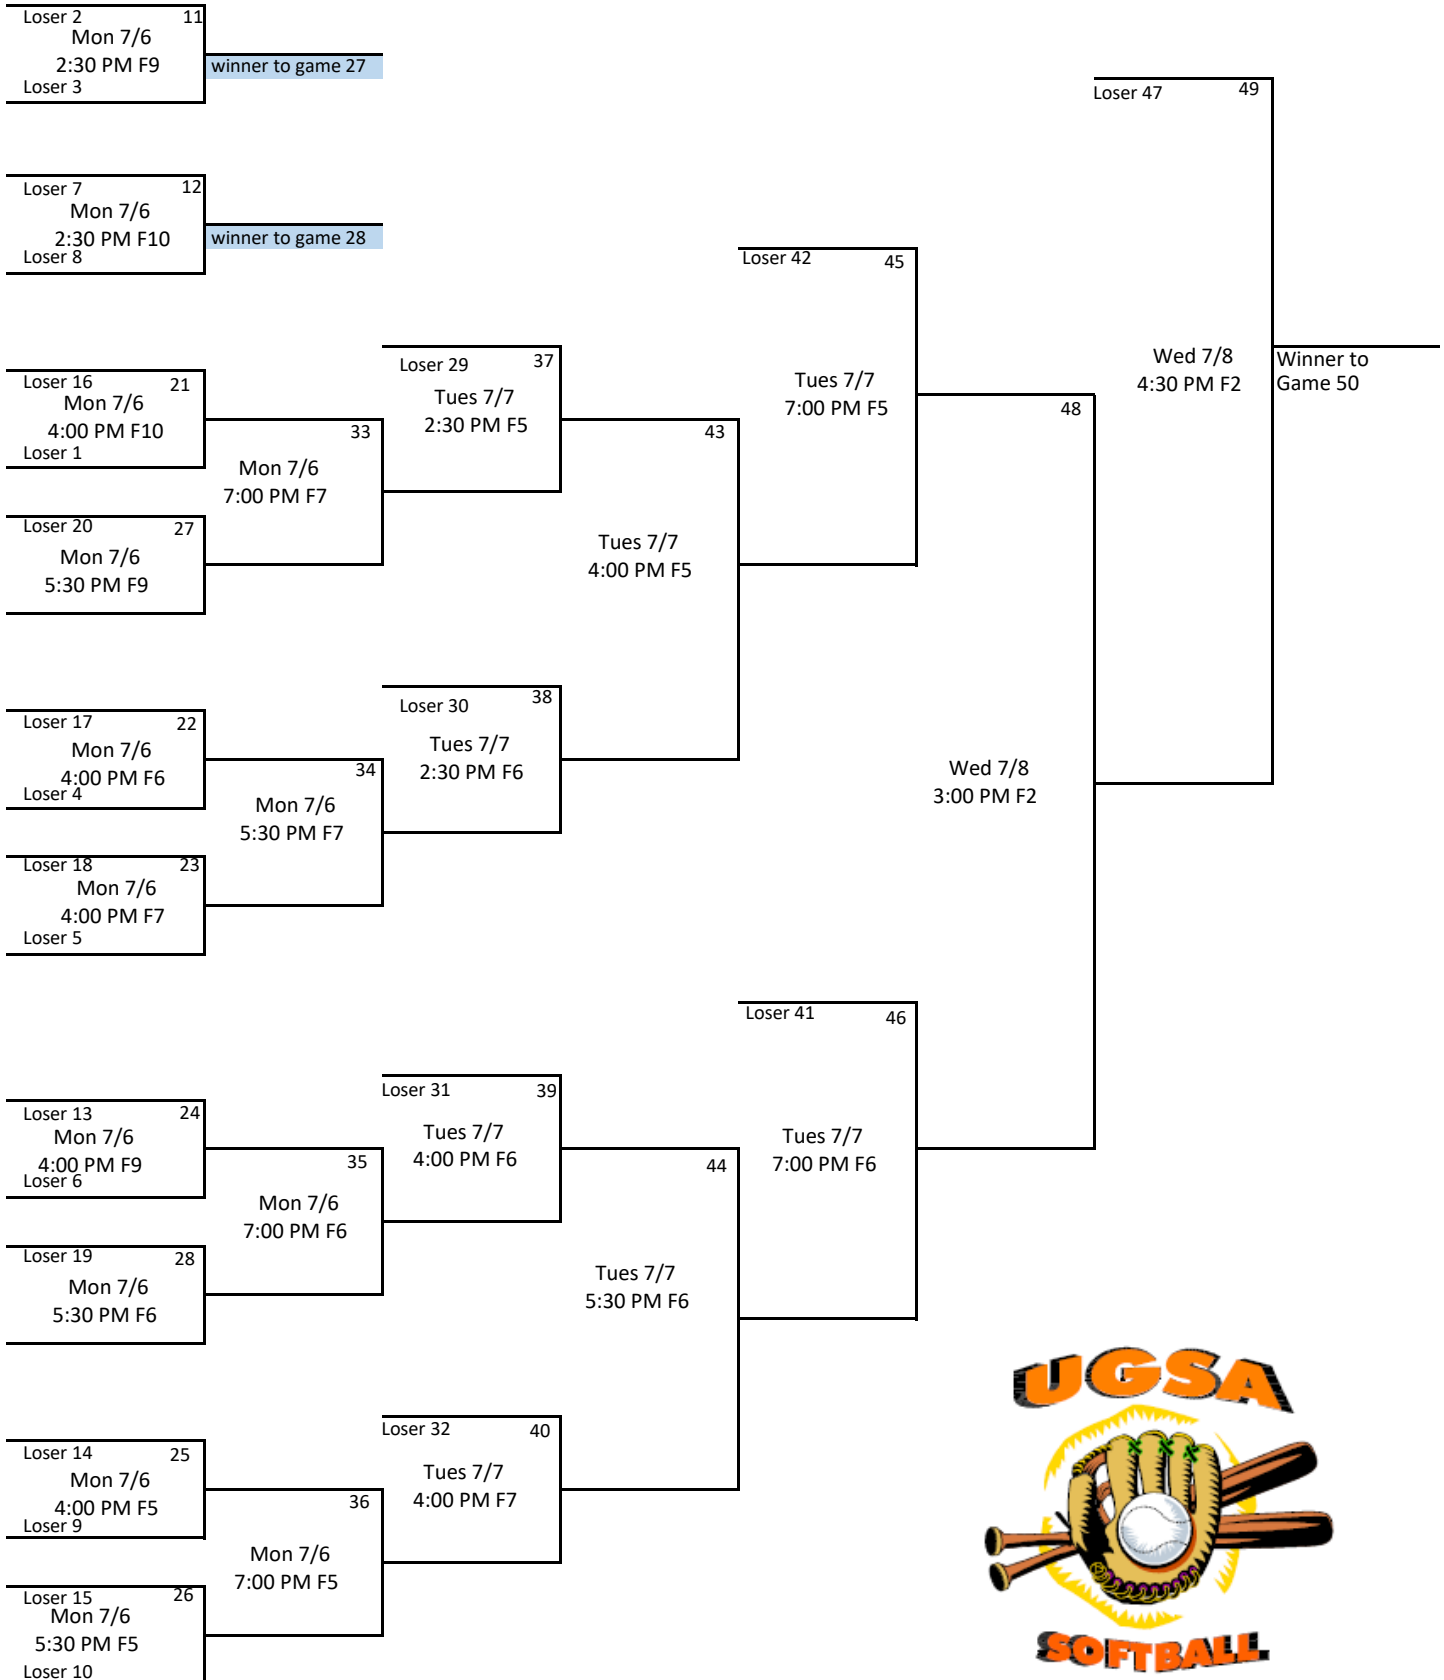 Loser 2 11
Mon 7/6
2:30 PM F9
Loser 3
winner to game 27
Loser 7 12
Mon 7/6
2:30 PM F10
Loser 8
winner to game 28
Loser 16 21
Mon 7/6
4:00 PM F10
Loser 1
Loser 20 27
Mon 7/6
5:30 PM F9
33
Mon 7/6
7:00 PM F7
Loser 29 37
Tues 7/7
2:30 PM F5
Loser 17 22
Mon 7/6
4:00 PM F6
Loser 4
Loser 18 23
Mon 7/6
4:00 PM F7
Loser 5
34
Mon 7/6
5:30 PM F7
Loser 30 38
Tues 7/7
2:30 PM F6
43
Tues 7/7
4:00 PM F5
Loser 42 45
Tues 7/7
7:00 PM F5
Loser 13 24
Mon 7/6
4:00 PM F9
Loser 6
Loser 19 28
Mon 7/6
5:30 PM F6
35
Mon 7/6
7:00 PM F6
Loser 31 39
Tues 7/7
4:00 PM F6
Loser 14 25
Mon 7/6
4:00 PM F5
Loser 9
Loser 15 26
Mon 7/6
5:30 PM F5
Loser 10
36
Mon 7/6
7:00 PM F5
Loser 32 40
Tues 7/7
4:00 PM F7
44
Tues 7/7
5:30 PM F6
Loser 41 46
Tues 7/7
7:00 PM F6
48
Wed 7/8
3:00 PM F2
Loser 47 49
Wed 7/8
4:30 PM F2
Winner to
Game 50
UGSA
SOFTBALL